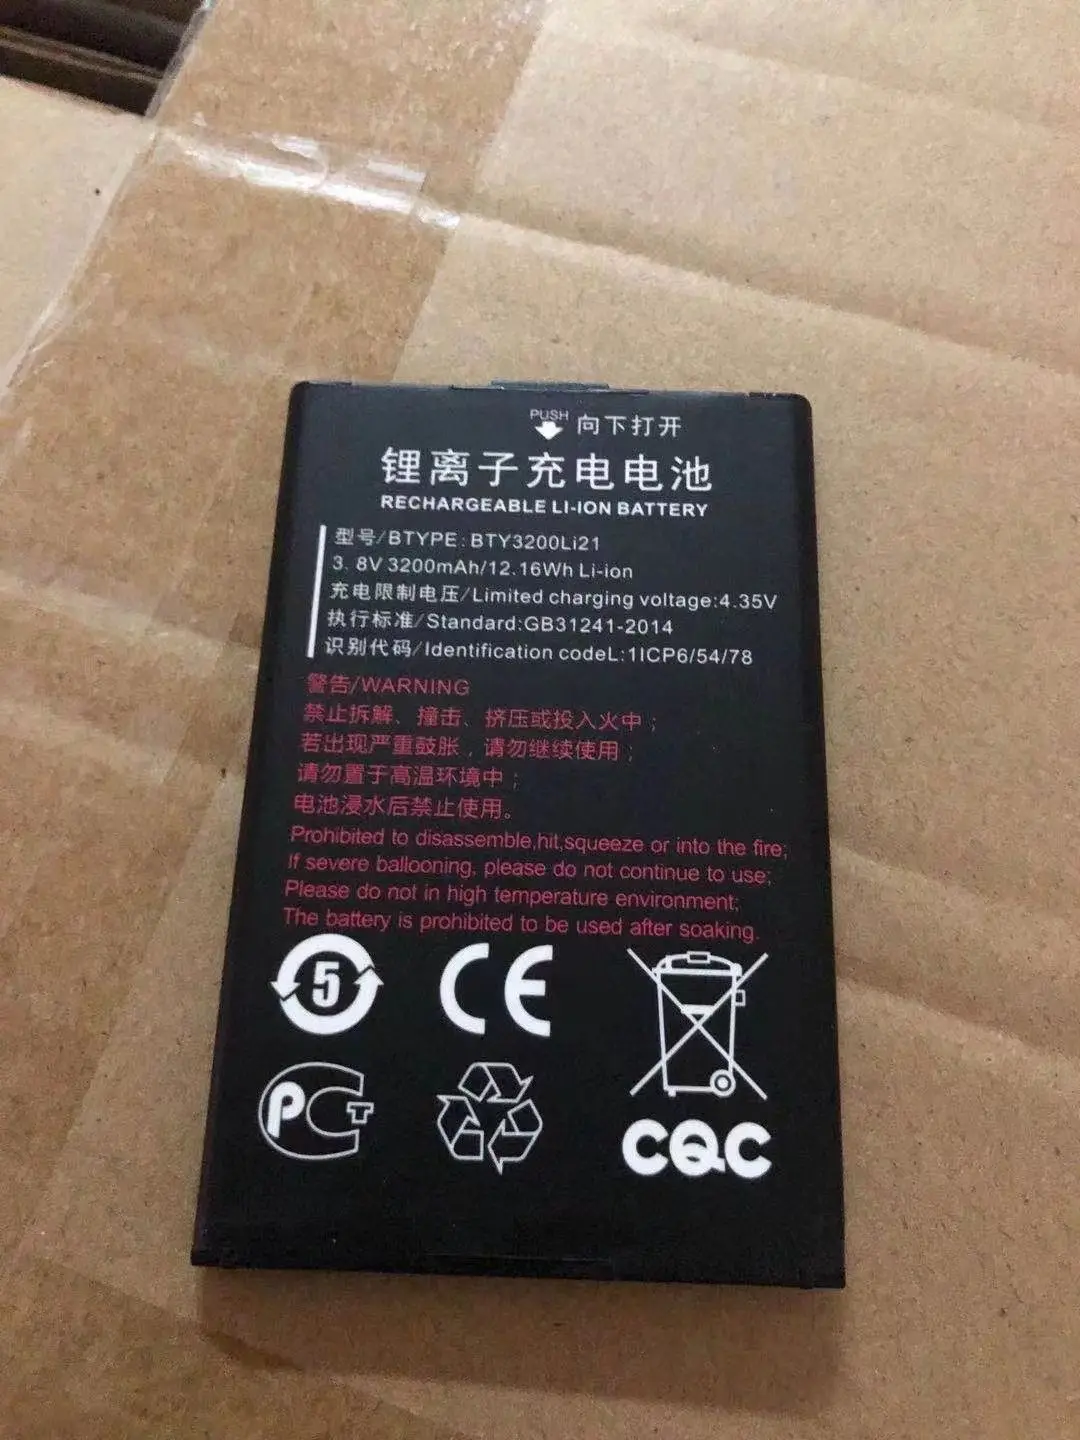 PUSH 向下打开
锂离子充电电池
RECHARGEABLE LI-ION BATTERY
型号/BTYPE: BTY3200Li21
3. 8V 3200mAh/12.16Wh Li-ion
充电限制电压/Limited charging voltage:4.35V
执行标准/Standard:GB31241-2014
识别代码/Identification codeL:1ICP6/54/78
警告/WARNING
禁止拆解、撞击、挤压或投入火中；
若出现严重鼓胀，请勿继续使用；
请勿置于高温环境中；
电池浸水后禁止使用。
Prohibited to disassemble,hit,squeeze or into the fire;
If severe ballooning, please do not continue to use;
Please do not in high temperature environment;
The battery is prohibited to be used after soaking.
5 CE
PCT CQC